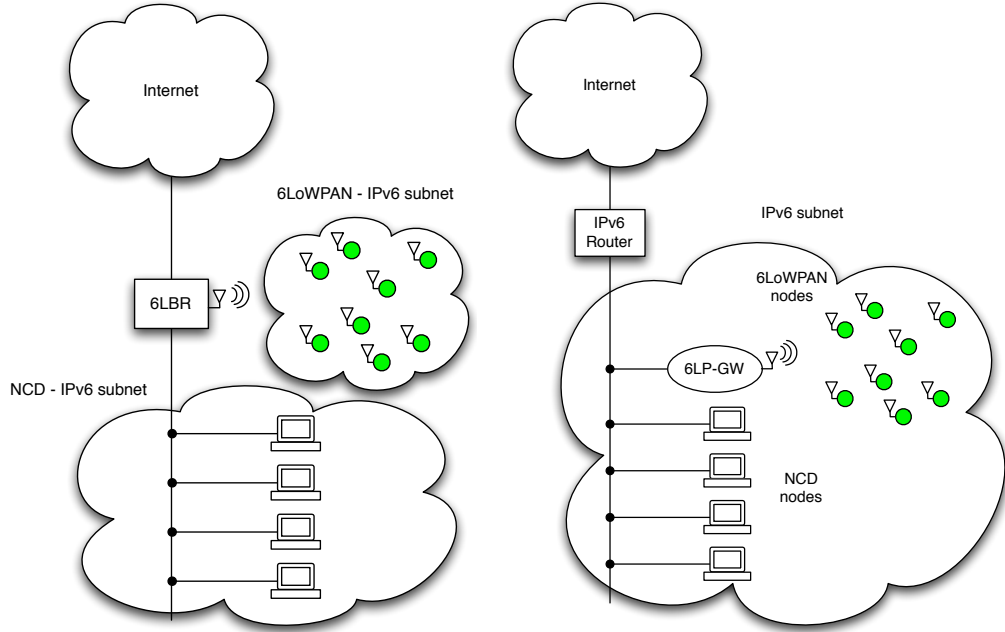 Internet
6LoWPAN - IPv6 subnet
6LBR
NCD - IPv6 subnet
Internet
IPv6
Router
IPv6 subnet
6LoWPAN
nodes
6LP-GW
NCD
nodes